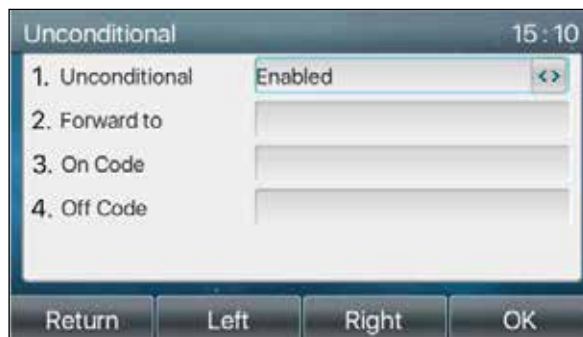 Unconditional 15:10
1. Unconditional Enabled <>
2. Forward to
3. On Code
4. Off Code
Return Left Right OK